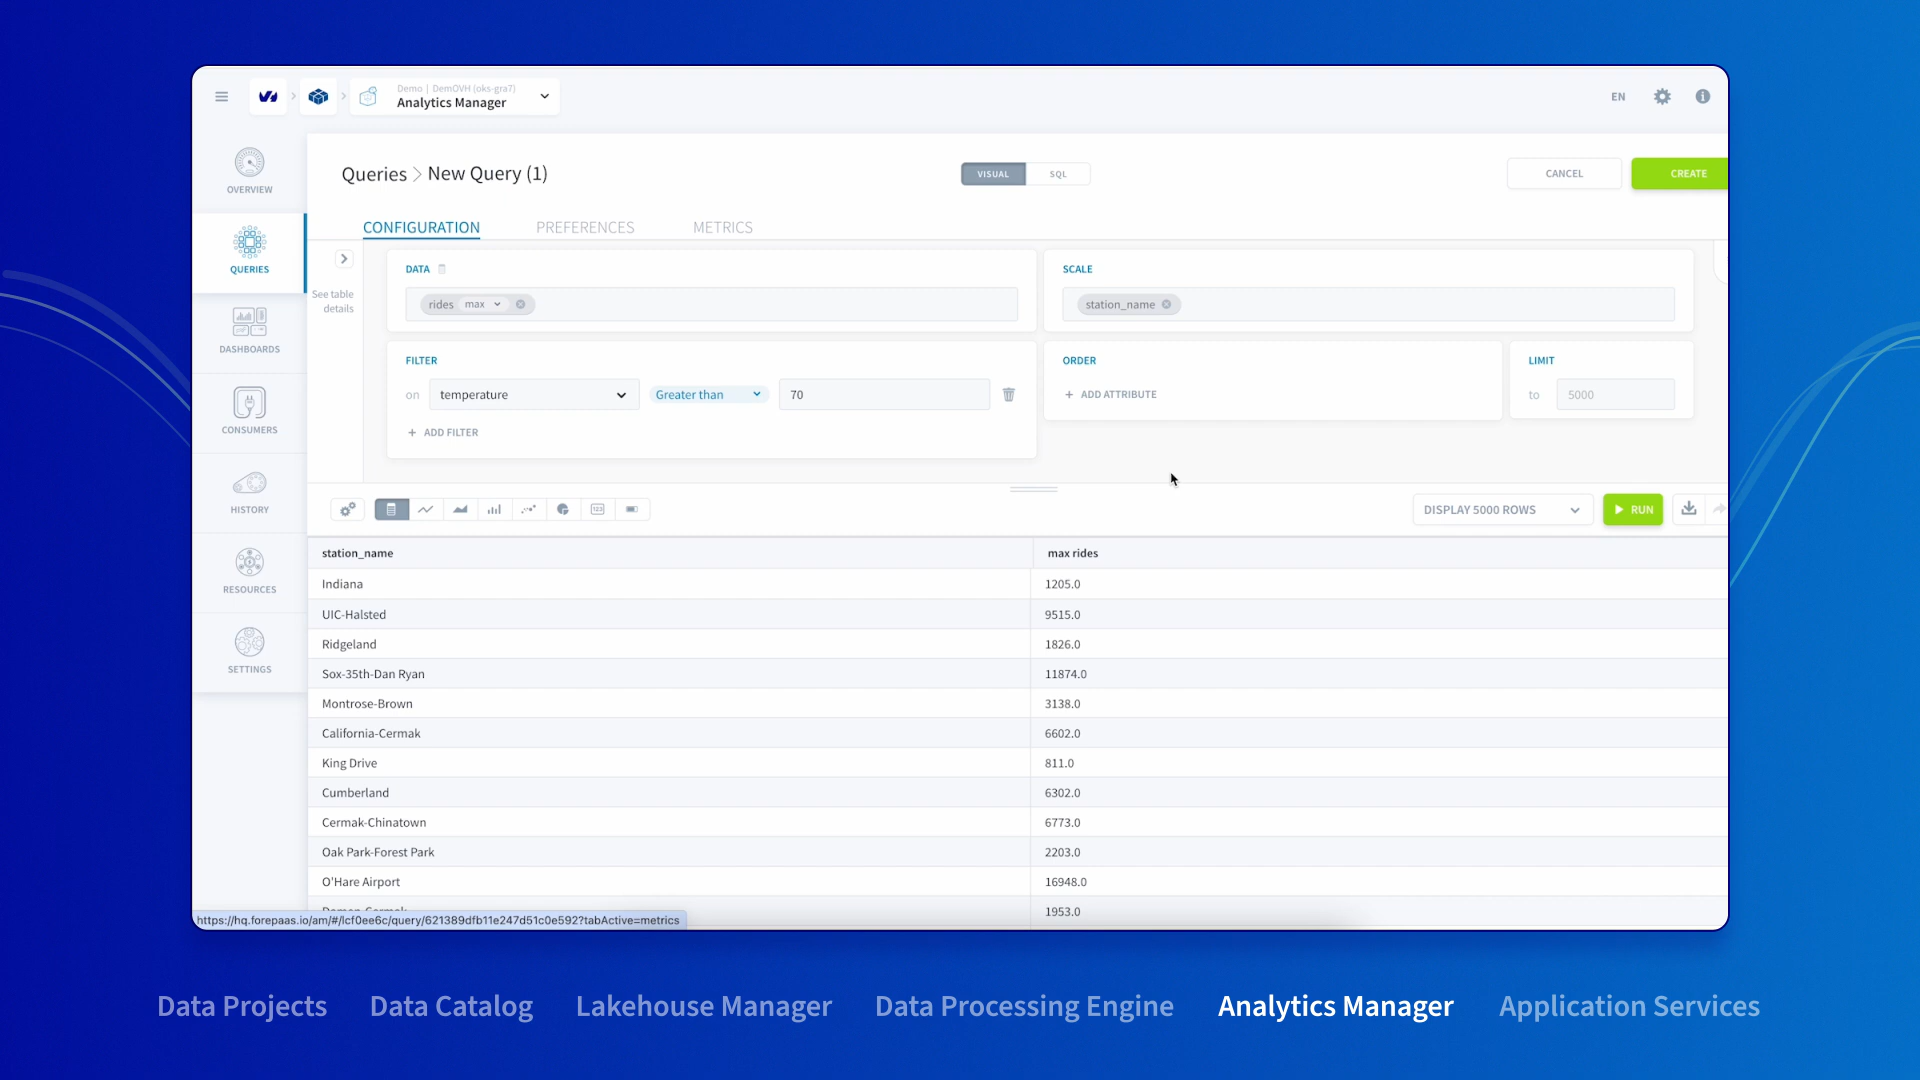 Demo | DemOVH (oks-gra7)
Analytics Manager
EN
OVERVIEW
QUERIES
DASHBOARDS
CONSUMERS
HISTORY
RESOURCES
SETTINGS
Queries > New Query (1)
VISUAL
SQL
CANCEL
CREATE
CONFIGURATION
PREFERENCES
METRICS
See table
details
DATA
rides max
SCALE
station_name
FILTER
on temperature Greater than 70
+ ADD FILTER
ORDER
+ ADD ATTRIBUTE
LIMIT
to 5000
123
DISPLAY 5000 ROWS
RUN
station_name max rides
Indiana 1205.0
UIC-Halsted 9515.0
Ridgeland 1826.0
Sox-35th-Dan Ryan 11874.0
Montrose-Brown 3138.0
California-Cermak 6602.0
King Drive 811.0
Cumberland 6302.0
Cermak-Chinatown 6773.0
Oak Park-Forest Park 2203.0
O'Hare Airport 16948.0
1953.0
https://hq.forepaas.io/am/#/lcf0ee6c/query/621389dfb11e247d51c0e592?tabActive=metrics
Data Projects
Data Catalog
Lakehouse Manager
Data Processing Engine
Analytics Manager
Application Services